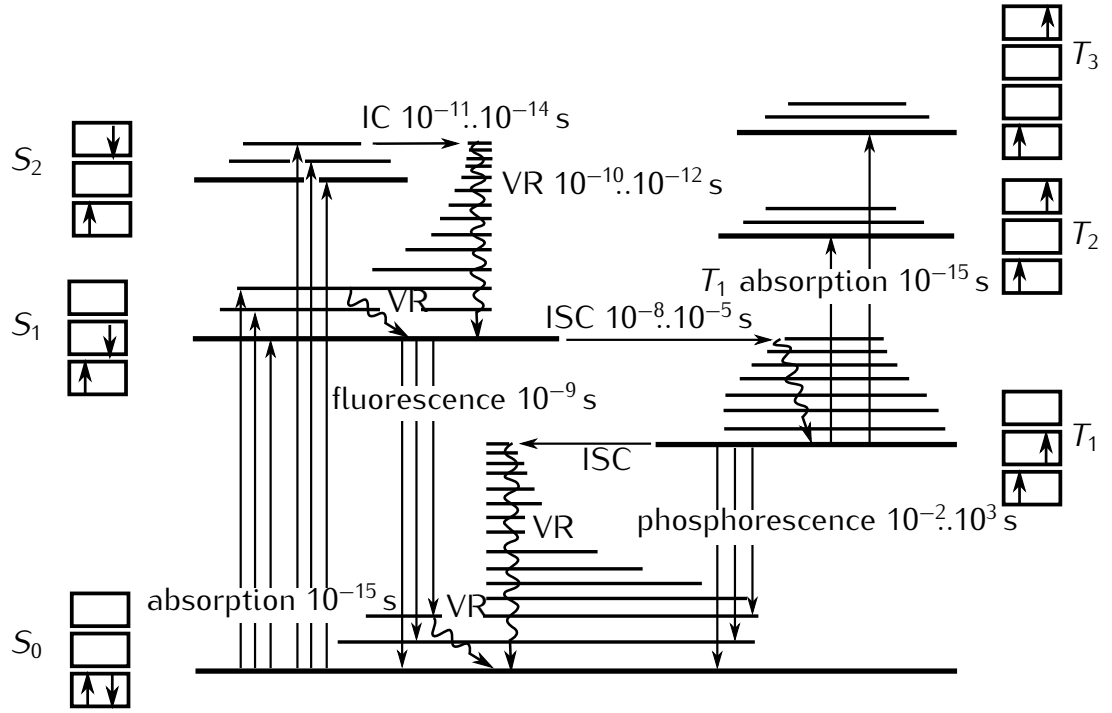 T₃
IC 10⁻¹¹..10⁻¹⁴ s
S₂
VR 10⁻¹⁰..10⁻¹² s
T₂
T₁ absorption 10⁻¹⁵ s
VR
S₁
ISC 10⁻⁸..10⁻⁵ s
fluorescence 10⁻⁹ s
T₁
ISC
VR
phosphorescence 10⁻²..10³ s
absorption 10⁻¹⁵ s
VR
S₀